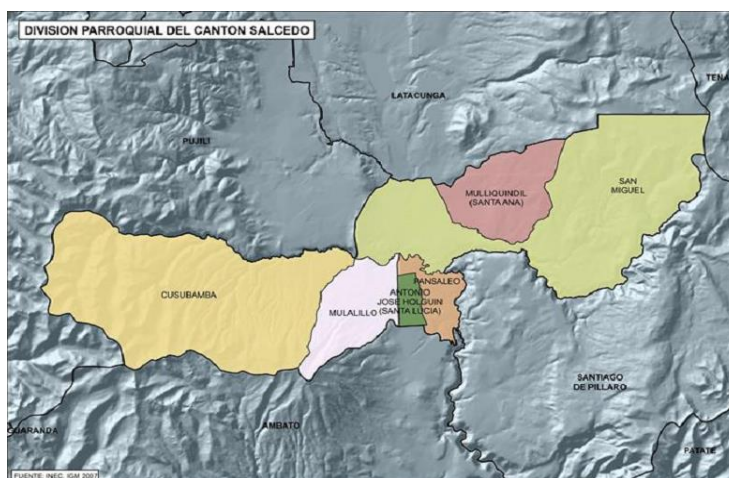 DIVISION PARROQUIAL DEL CANTON SALCEDO
LATACUNGA
TENA
PUJILI
MULLIQUINDIL
(SANTA ANA)
SAN
MIGUEL
CUSUBAMBA
PANSALEO
ANTONIO
JOSÉ HOLGUIN
(SANTA LUCIA)
MULALILLO
SANTIAGO
DE PILLARO
GUARANDA
AMBATO
PATATE
FUENTE: INEC, IGM 2007